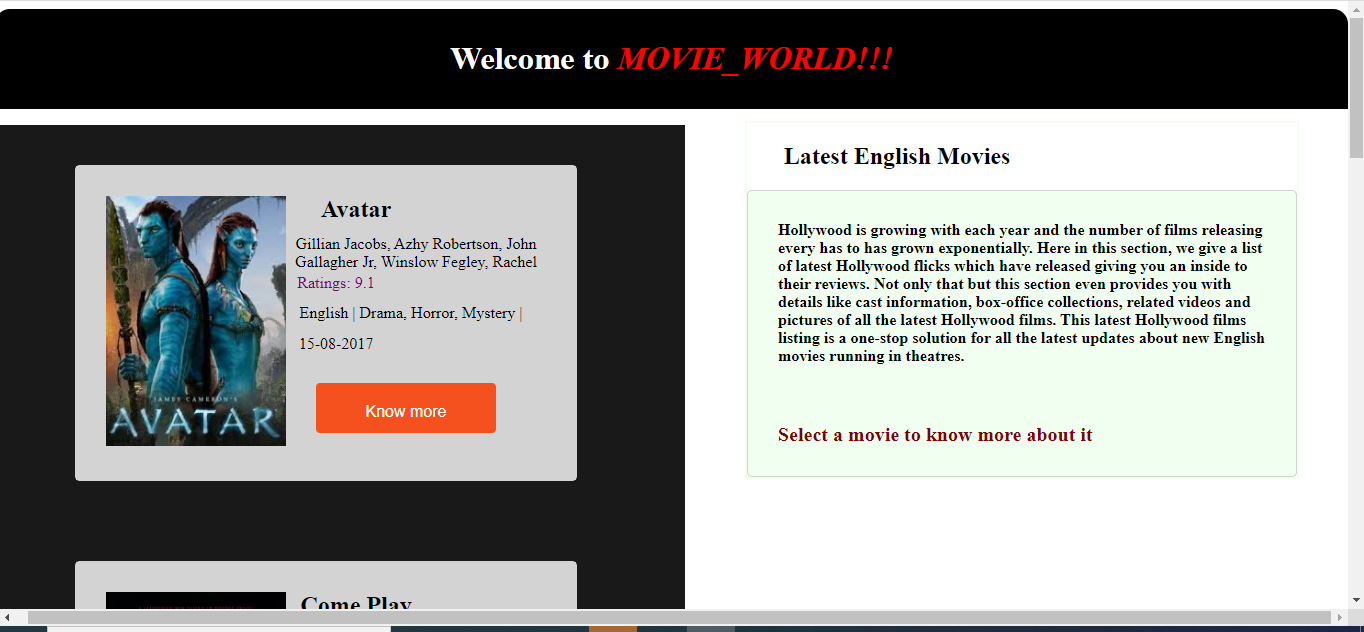 Welcome to MOVIE_WORLD!!!
Avatar
Gillian Jacobs, Azhy Robertson, John
Gallagher Jr, Winslow Fegley, Rachel
Ratings: 9.1
English | Drama, Horror, Mystery |
15-08-2017
Know more
JAMES CAMERON'S
AVATAR
Come Play
Latest English Movies
Hollywood is growing with each year and the number of films releasing
every has to has grown exponentially. Here in this section, we give a list
of latest Hollywood flicks which have released giving you an inside to
their reviews. Not only that but this section even provides you with
details like cast information, box-office collections, related videos and
pictures of all the latest Hollywood films. This latest Hollywood films
listing is a one-stop solution for all the latest updates about new English
movies running in theatres.
Select a movie to know more about it